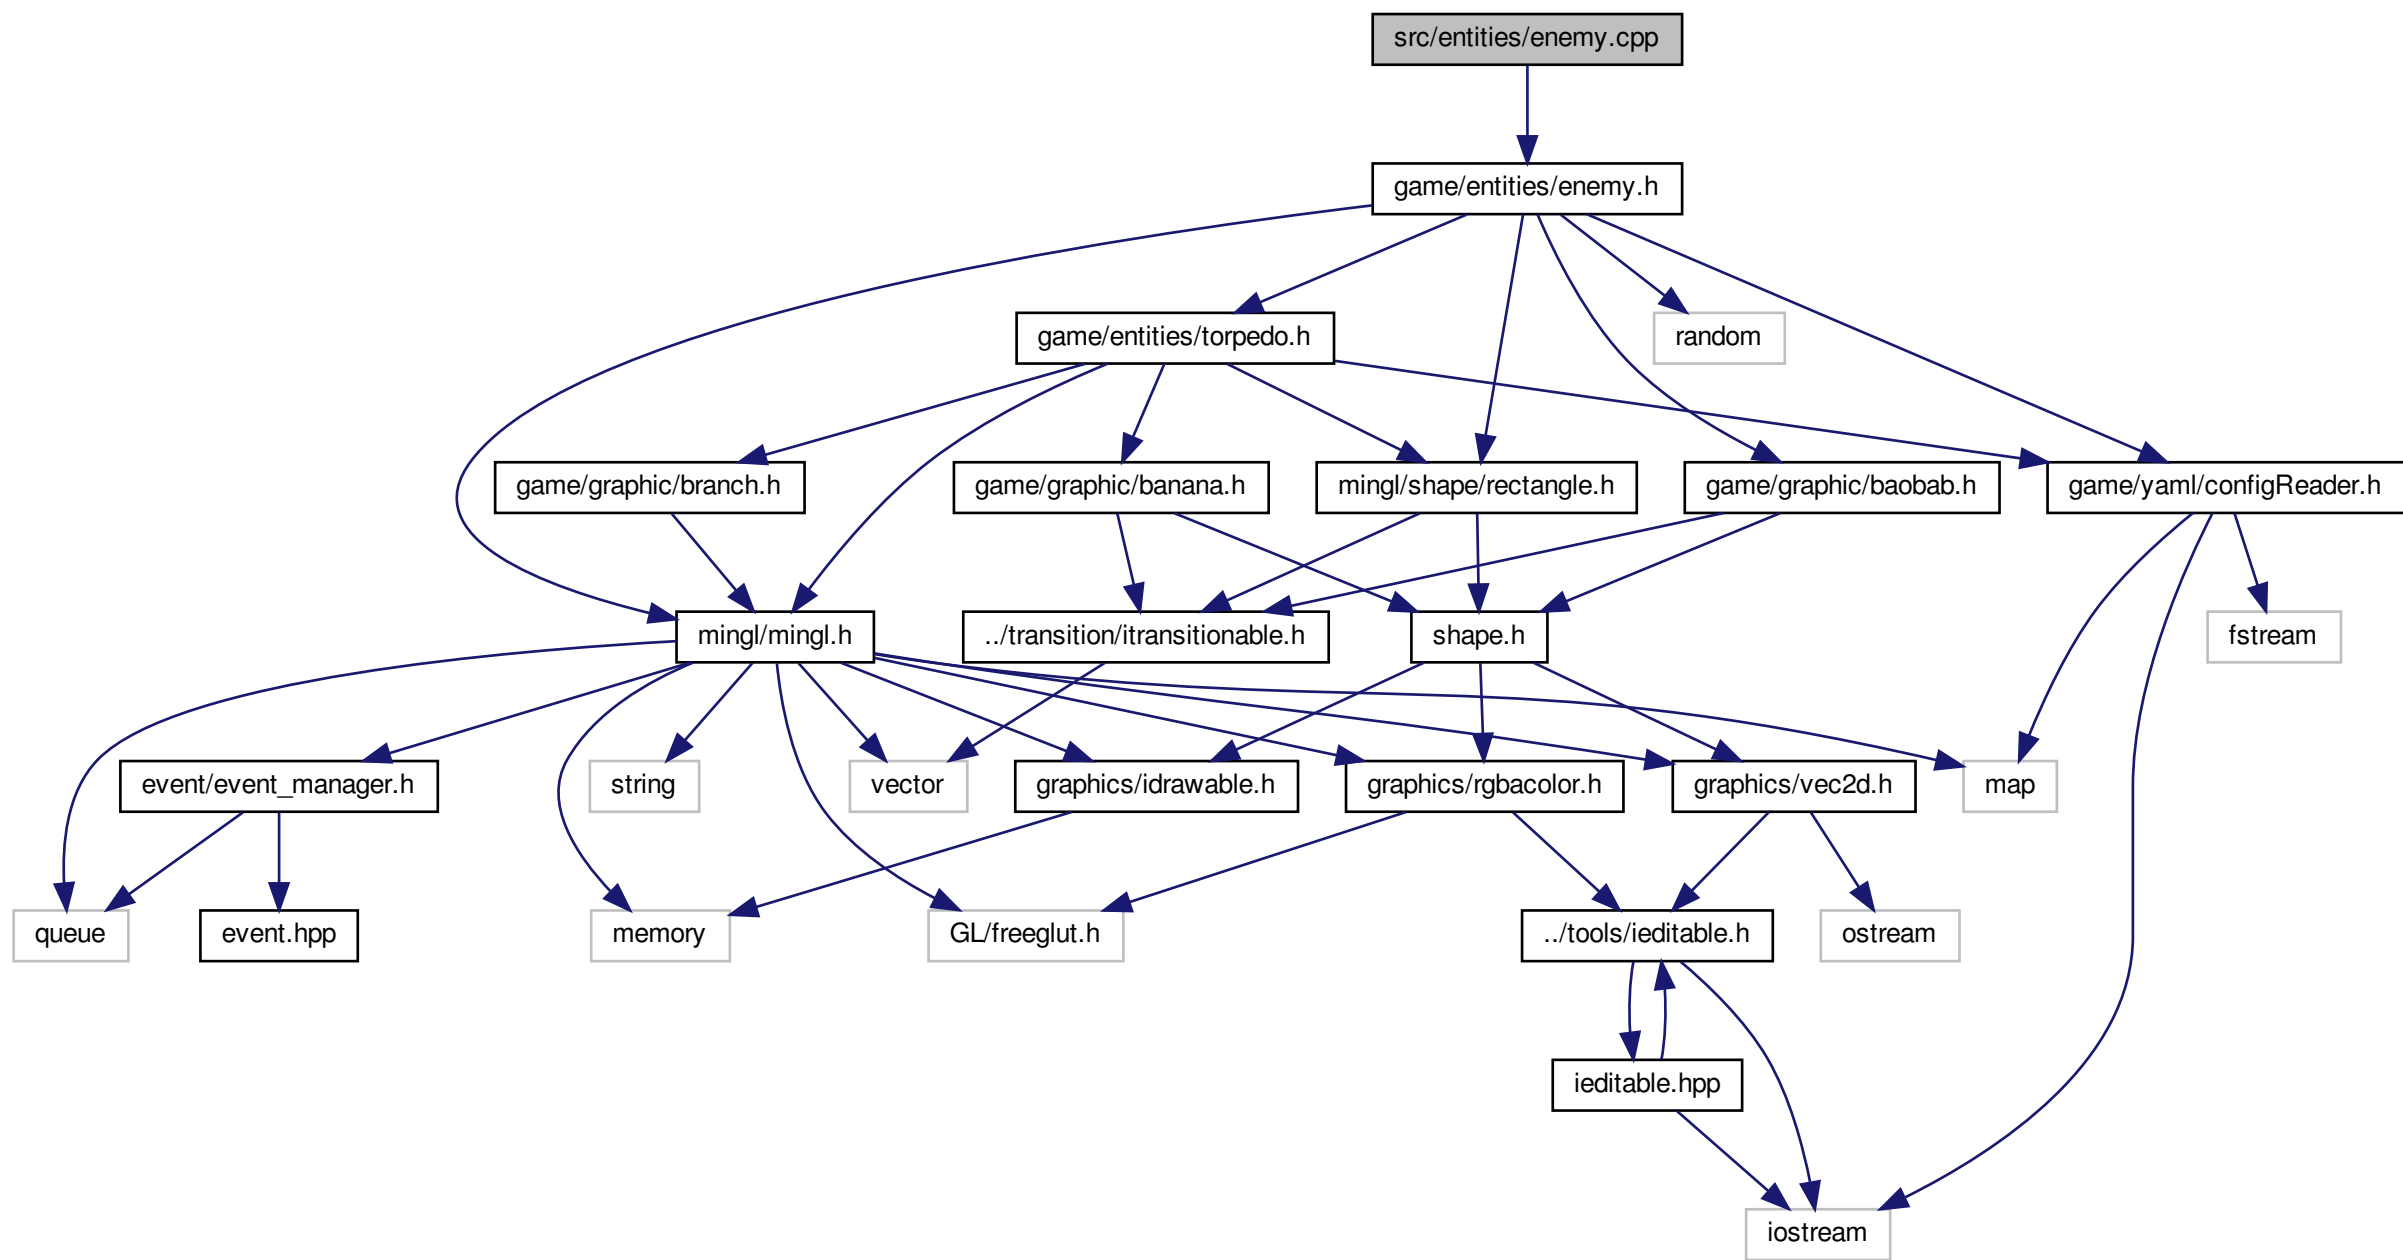 src/entities/enemy.cpp
game/entities/enemy.h
game/entities/torpedo.h
random
game/graphic/branch.h
game/graphic/banana.h
mingl/shape/rectangle.h
game/graphic/baobab.h
game/yaml/configReader.h
mingl/mingl.h
../transition/itransitionable.h
shape.h
fstream
event/event_manager.h
string
vector
graphics/idrawable.h
graphics/rgbacolor.h
graphics/vec2d.h
map
queue
event.hpp
memory
GL/freeglut.h
../tools/ieditable.h
ostream
ieditable.hpp
iostream